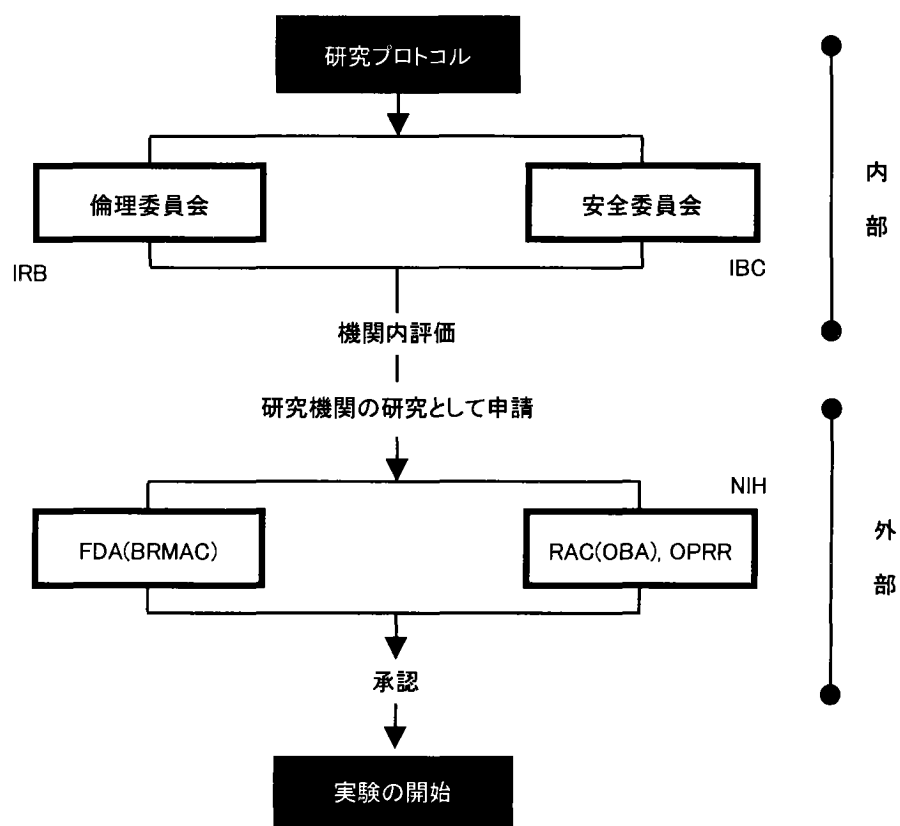 研究プロトコル
倫理委員会
安全委員会
IRB
IBC
機関内評価
研究機関の研究として申請
NIH
FDA(BRMAC)
RAC(OBA), OPRR
承認
実験の開始
内部
外部